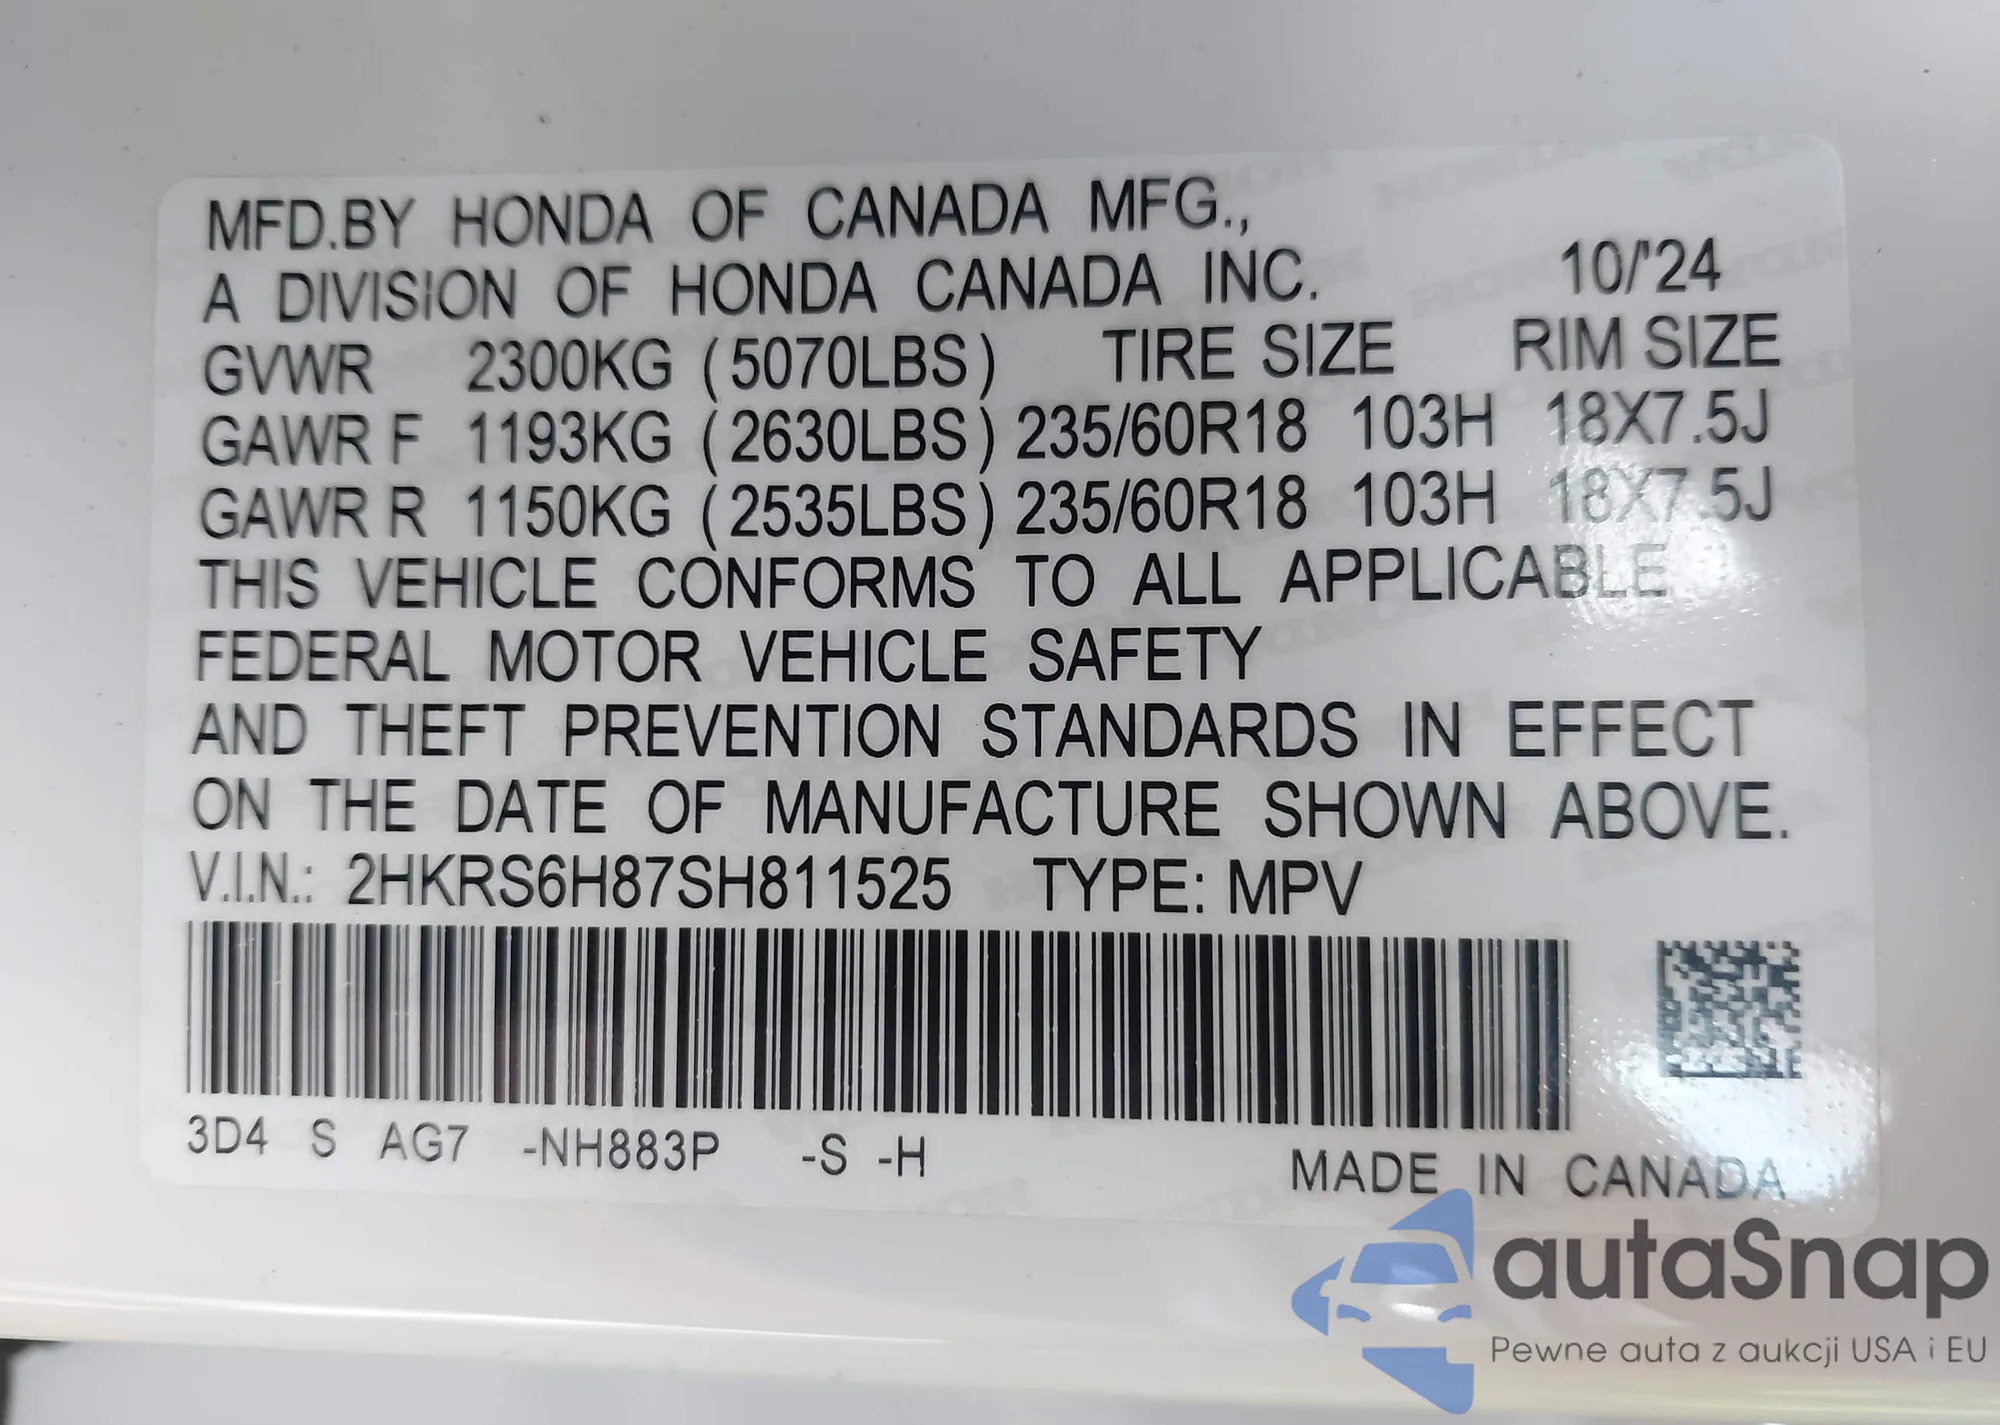 MFD.BY HONDA OF CANADA MFG.,
A DIVISION OF HONDA CANADA INC. 10/'24
GVWR 2300KG (5070LBS) TIRE SIZE RIM SIZE
GAWR F 1193KG (2630LBS) 235/60R18 103H 18X7.5J
GAWR R 1150KG (2535LBS) 235/60R18 103H 18X7.5J
THIS VEHICLE CONFORMS TO ALL APPLICABLE
FEDERAL MOTOR VEHICLE SAFETY
AND THEFT PREVENTION STANDARDS IN EFFECT
ON THE DATE OF MANUFACTURE SHOWN ABOVE.
V.I.N.: 2HKRS6H87SH811525 TYPE: MPV
3D4 S AG7 -NH883P -S -H
MADE IN CANADA
autaSnap
Pewne auta z aukcji USA i EU